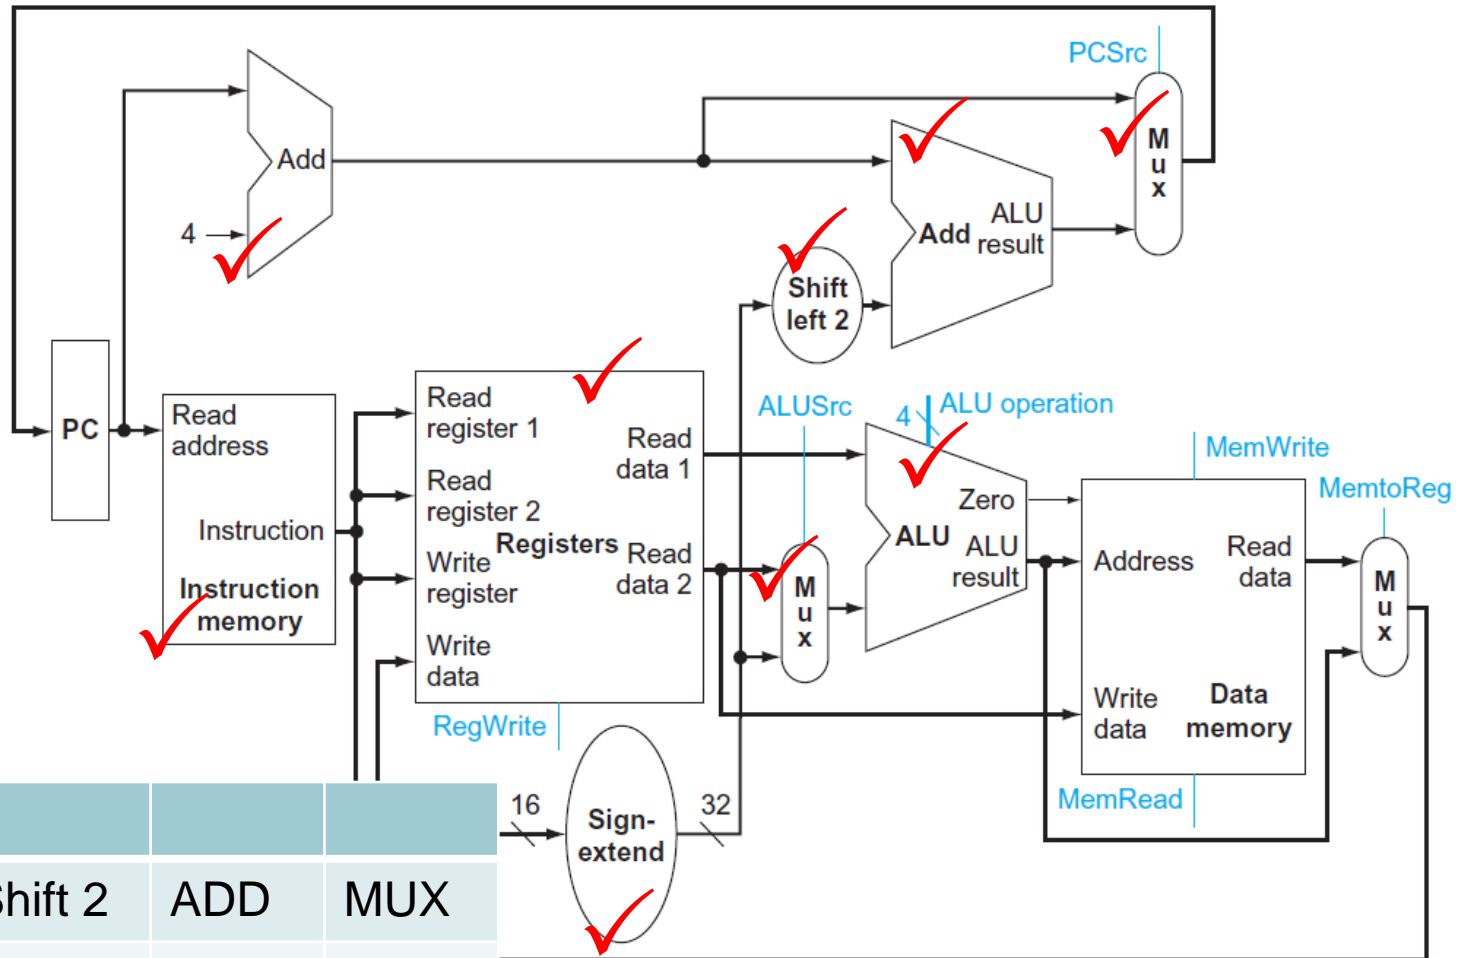 PCSrc
M
u
x
Add
4
Add
ALU
result
Shift
left 2
PC
Read
address
Instruction
Instruction
memory
Read
register 1
Read
register 2
Write
register
Write
data
Registers
Read
data 1
Read
data 2
RegWrite
ALUSrc
M
u
x
4
ALU operation
Zero
ALU
ALU
result
MemWrite
Address
Read
data
Write
data
Data
memory
MemRead
MemtoReg
M
u
x
16
Sign-
extend
32
hift 2
ADD
MUX